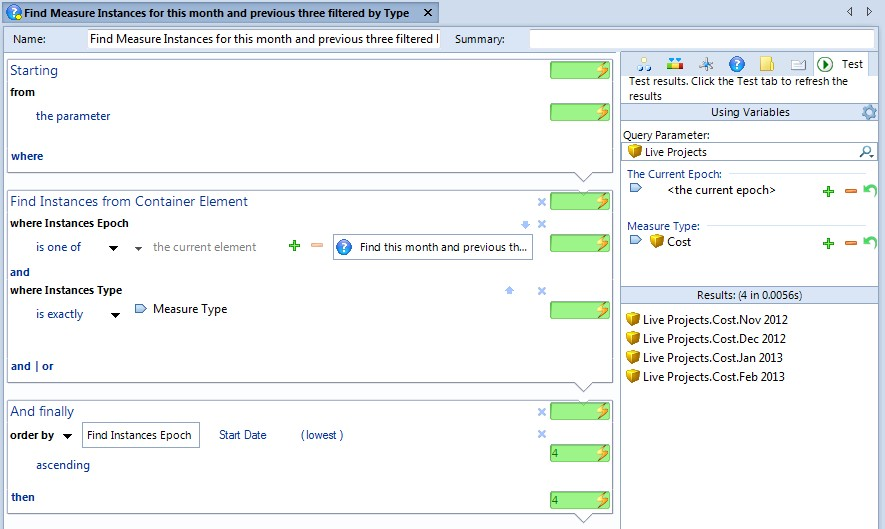 Find Measure Instances for this month and previous three filtered by Type
Name: Find Measure Instances for this month and previous three filtered l Summary:
Starting
from
the parameter
where
Find Instances from Container Element
where Instances Epoch
is one of the current element Find this month and previous th...
and
where Instances Type
is exactly Measure Type
and | or
And finally
order by Find Instances Epoch Start Date ( lowest )
4
ascending
then
4
Test
Test results. Click the Test tab to refresh the
results
Using Variables
Query Parameter:
Live Projects
The Current Epoch:
<the current epoch>
Measure Type:
Cost
Results: (4 in 0.0056s)
Live Projects.Cost.Nov 2012
Live Projects.Cost.Dec 2012
Live Projects.Cost.Jan 2013
Live Projects.Cost.Feb 2013